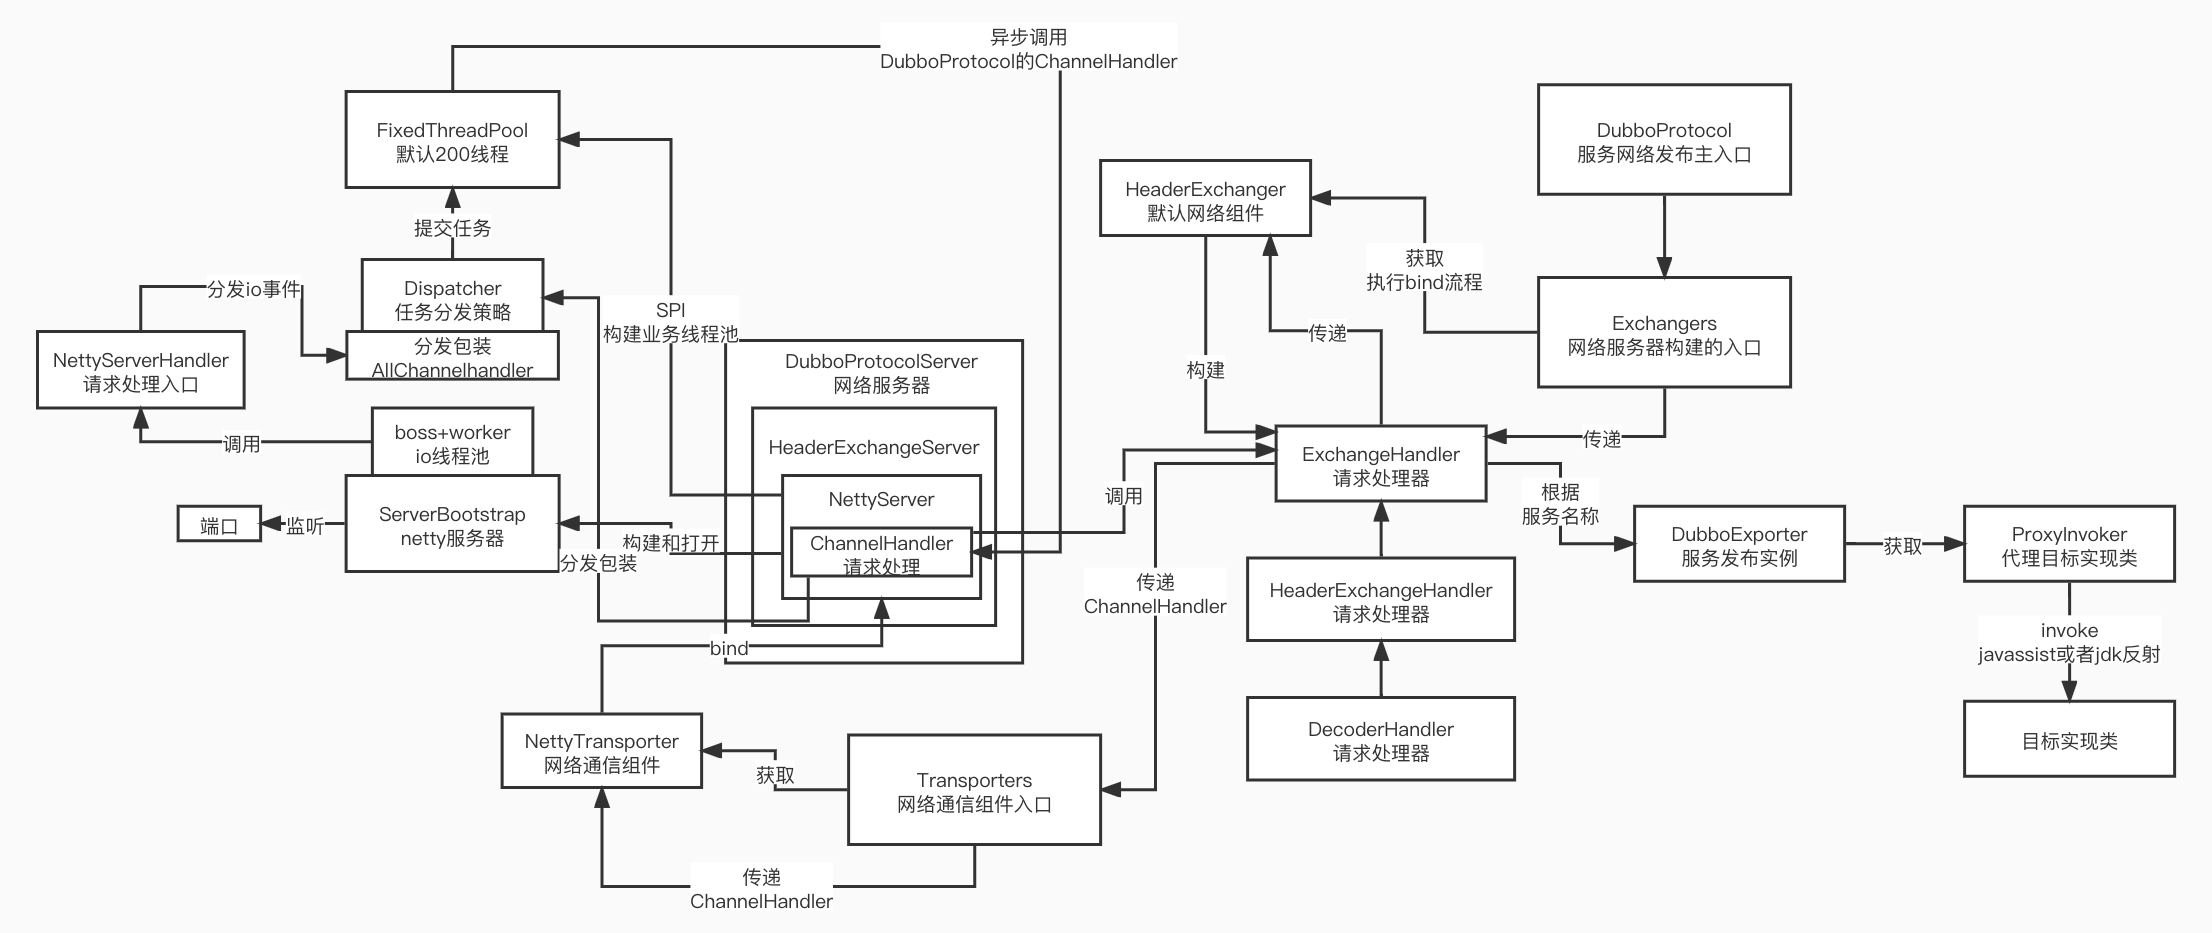 异步调用
DubboProtocol的ChannelHandler
FixedThreadPool
默认200线程
DubboProtocol
服务网络发布主入口
HeaderExchanger
默认网络组件
提交任务
获取
执行bind流程
分发io事件
Dispatcher
任务分发策略
SPI
构建业务线程池
传递
Exchangers
网络服务器构建的入口
NettyServerHandler
请求处理入口
分发包装
AllChannelhandler
DubboProtocolServer
网络服务器
构建
调用
boss+worker
io线程池
HeaderExchangeServer
传递
ExchangeHandler
请求处理器
NettyServer
调用
根据
服务名称
端口
监听
ServerBootstrap
netty服务器
构建和打开
分发包装
ChannelHandler
请求处理
DubboExporter
服务发布实例
获取
ProxyInvoker
代理目标实现类
传递
ChannelHandler
HeaderExchangeHandler
请求处理器
bind
invoke
javassist或者jdk反射
NettyTransporter
网络通信组件
获取
Transporters
网络通信组件入口
DecoderHandler
请求处理器
目标实现类
传递
ChannelHandler